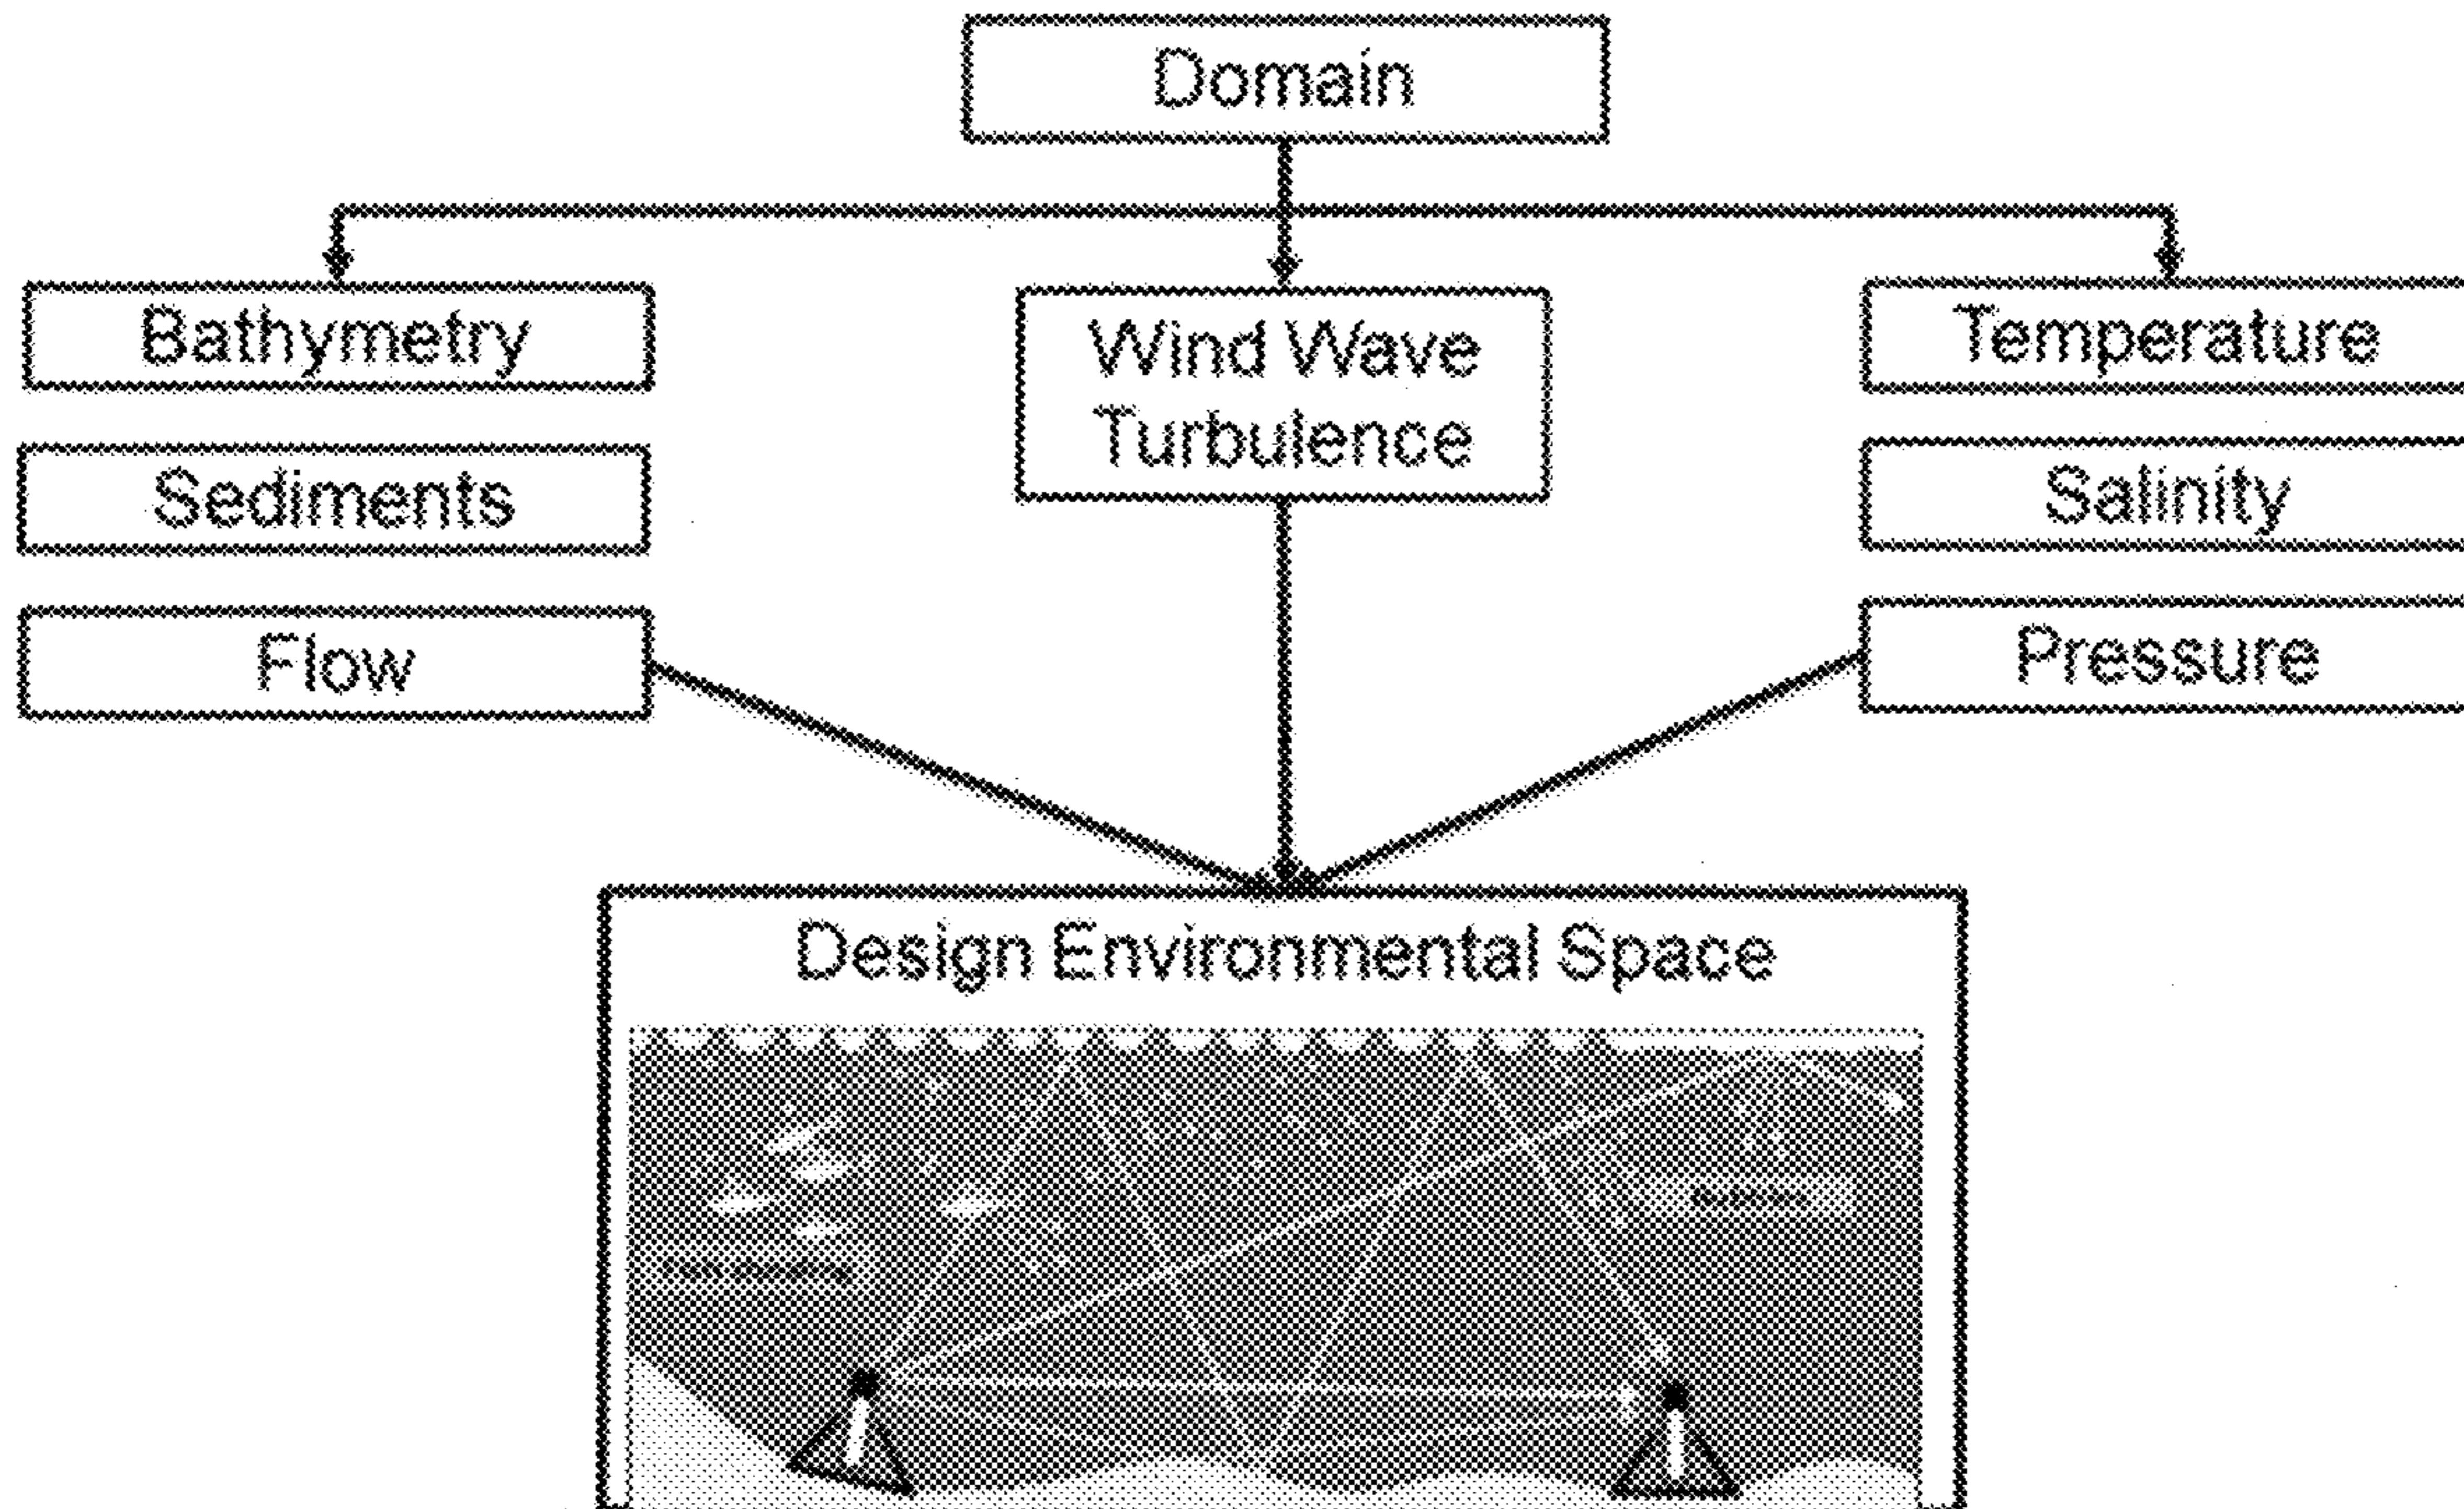 Domain
Bathymetry
Sediments
Flow
Wind Wave
Turbulence
Temperature
Salinity
Pressure
Design Environmental Space